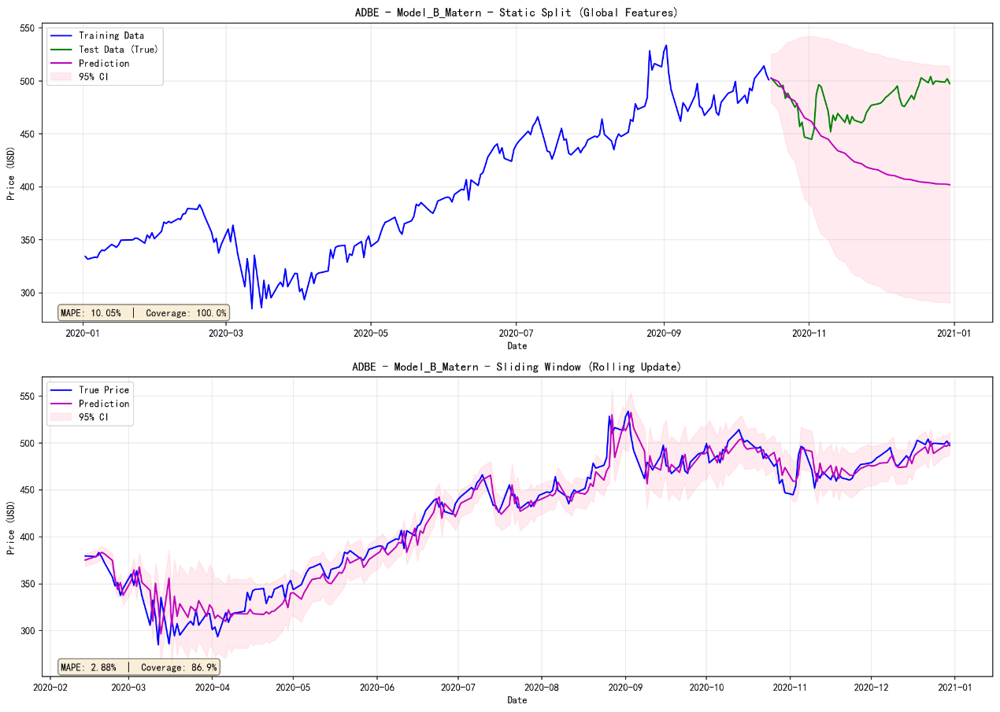 ADBE - Model_B_Matern - Static Split (Global Features)
Price (USD)
550
500
450
400
350
300
Training Data
Test Data (True)
Prediction
95% CI
MAPE: 10.05% | Coverage: 100.0%
2020-01 2020-03 2020-05 2020-07 2020-09 2020-11 2021-01
Date
ADBE - Model_B_Matern - Sliding Window (Rolling Update)
Price (USD)
550
500
450
400
350
300
True Price
Prediction
95% CI
MAPE: 2.88% | Coverage: 86.9%
2020-02 2020-03 2020-04 2020-05 2020-06 2020-07 2020-08 2020-09 2020-10 2020-11 2020-12 2021-01
Date